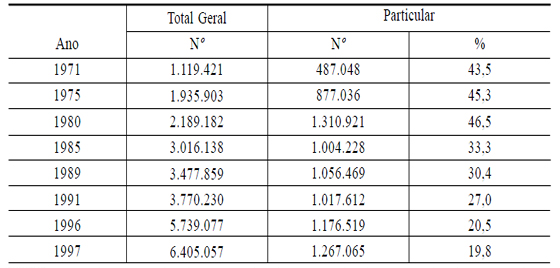 Total Geral Particular
Ano N° N° %
1971 1.119.421 487.048 43.5
1975 1.935.903 877.036 45.3
1980 2.189.182 1.310.921 46.5
1985 3.016.138 1.004.228 33.3
1989 3.477.859 1.056.469 30.4
1991 3.770.230 1.017.612 27.0
1996 5.739.077 1.176.519 20.5
1997 6.405.057 1.267.065 19.8